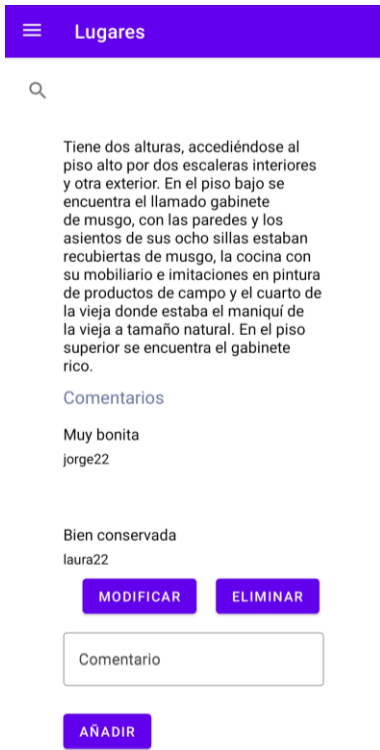 Lugares
Tiene dos alturas, accediéndose al
piso alto por dos escaleras interiores
y otra exterior. En el piso bajo se
encuentra el llamado gabinete
de musgo, con las paredes y los
asientos de sus ocho sillas estaban
recubiertas de musgo, la cocina con
su mobiliario e imitaciones en pintura
de productos de campo y el cuarto de
la vieja donde estaba el maniquí de
la vieja a tamaño natural. En el piso
superior se encuentra el gabinete
rico.
Comentarios
Muy bonita
jorge22
Bien conservada
laura22
MODIFICAR ELIMINAR
Comentario
AÑADIR